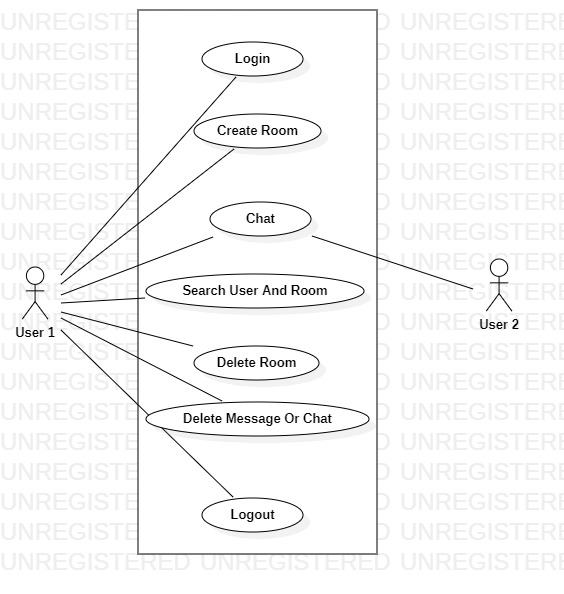 UNREGISTERED UNREGISTERED UNREGISTERED
Login
Create Room
Chat
Search User And Room
User 1
User 2
Delete Room
Delete Message Or Chat
Logout